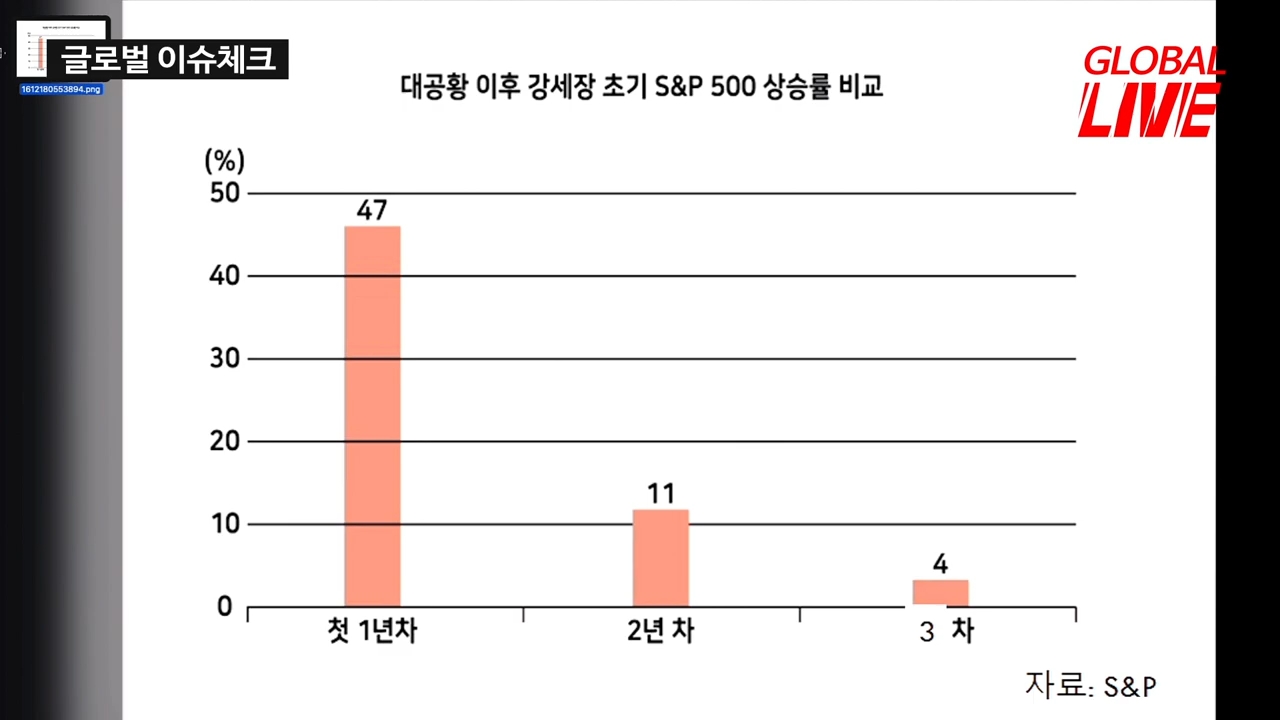 글로벌 이슈체크
1612180553894.png
GLOBAL
LIVE
대공황 이후 강세장 초기 S&P 500 상승률 비교
(%)
50
47
40
30
20
11
10
4
0
첫 1년차
2년 차
3 차
자료: S&P